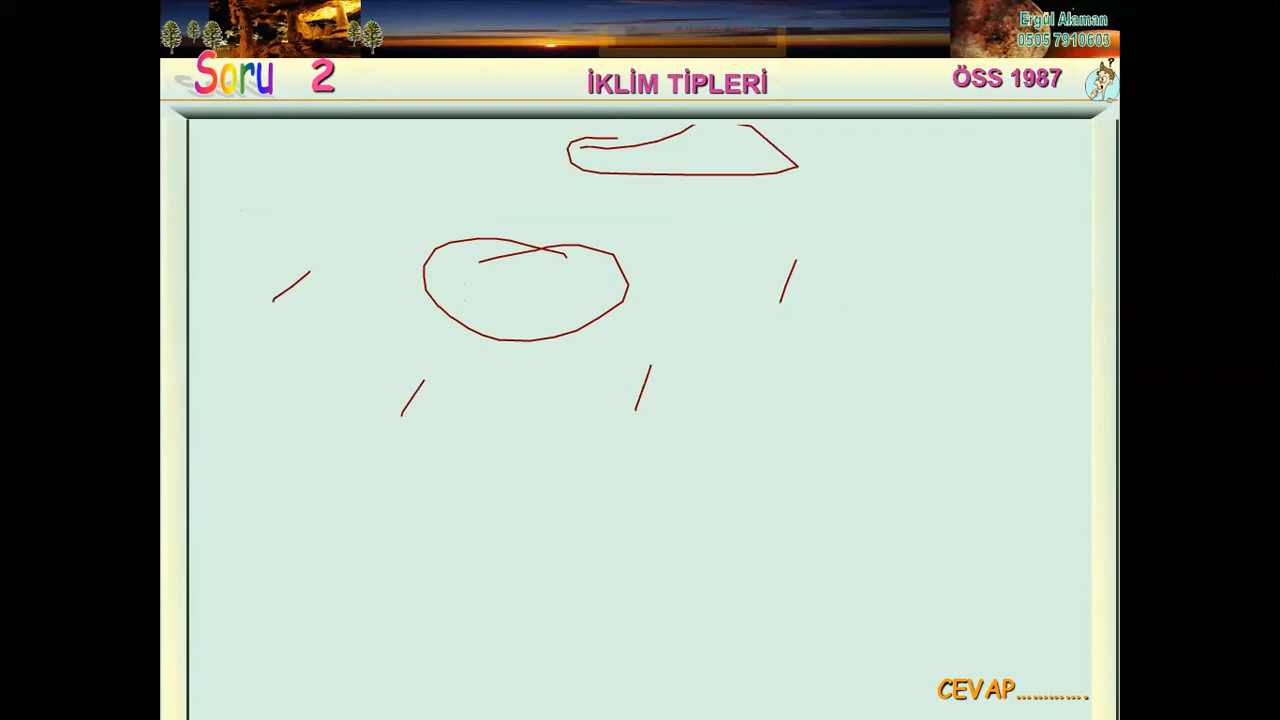 Ergül Alaman
0505 7910603
Soru 2
İKLİM TİPLERİ
ÖSS 1987
?
CEVAP............